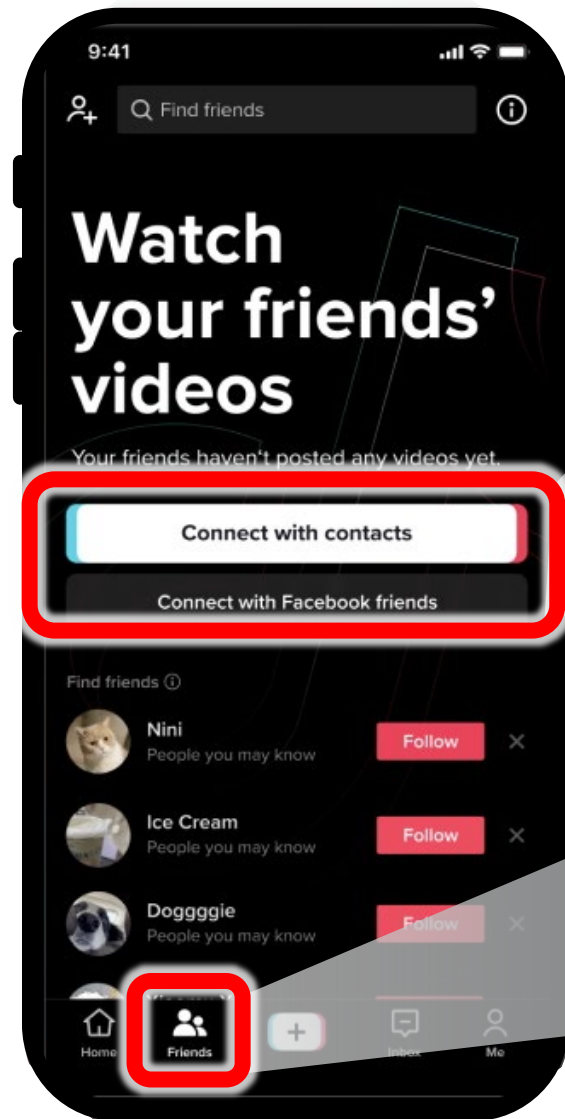 9:41
Find friends
Watch
your friends’
videos
Your friends haven't posted any videos yet.
Connect with contacts
Connect with Facebook friends
Find friends
Nini
People you may know
Follow
Ice Cream
People you may know
Follow
Doggggie
People you may know
Follow
Home
Friends
Inbox
Me